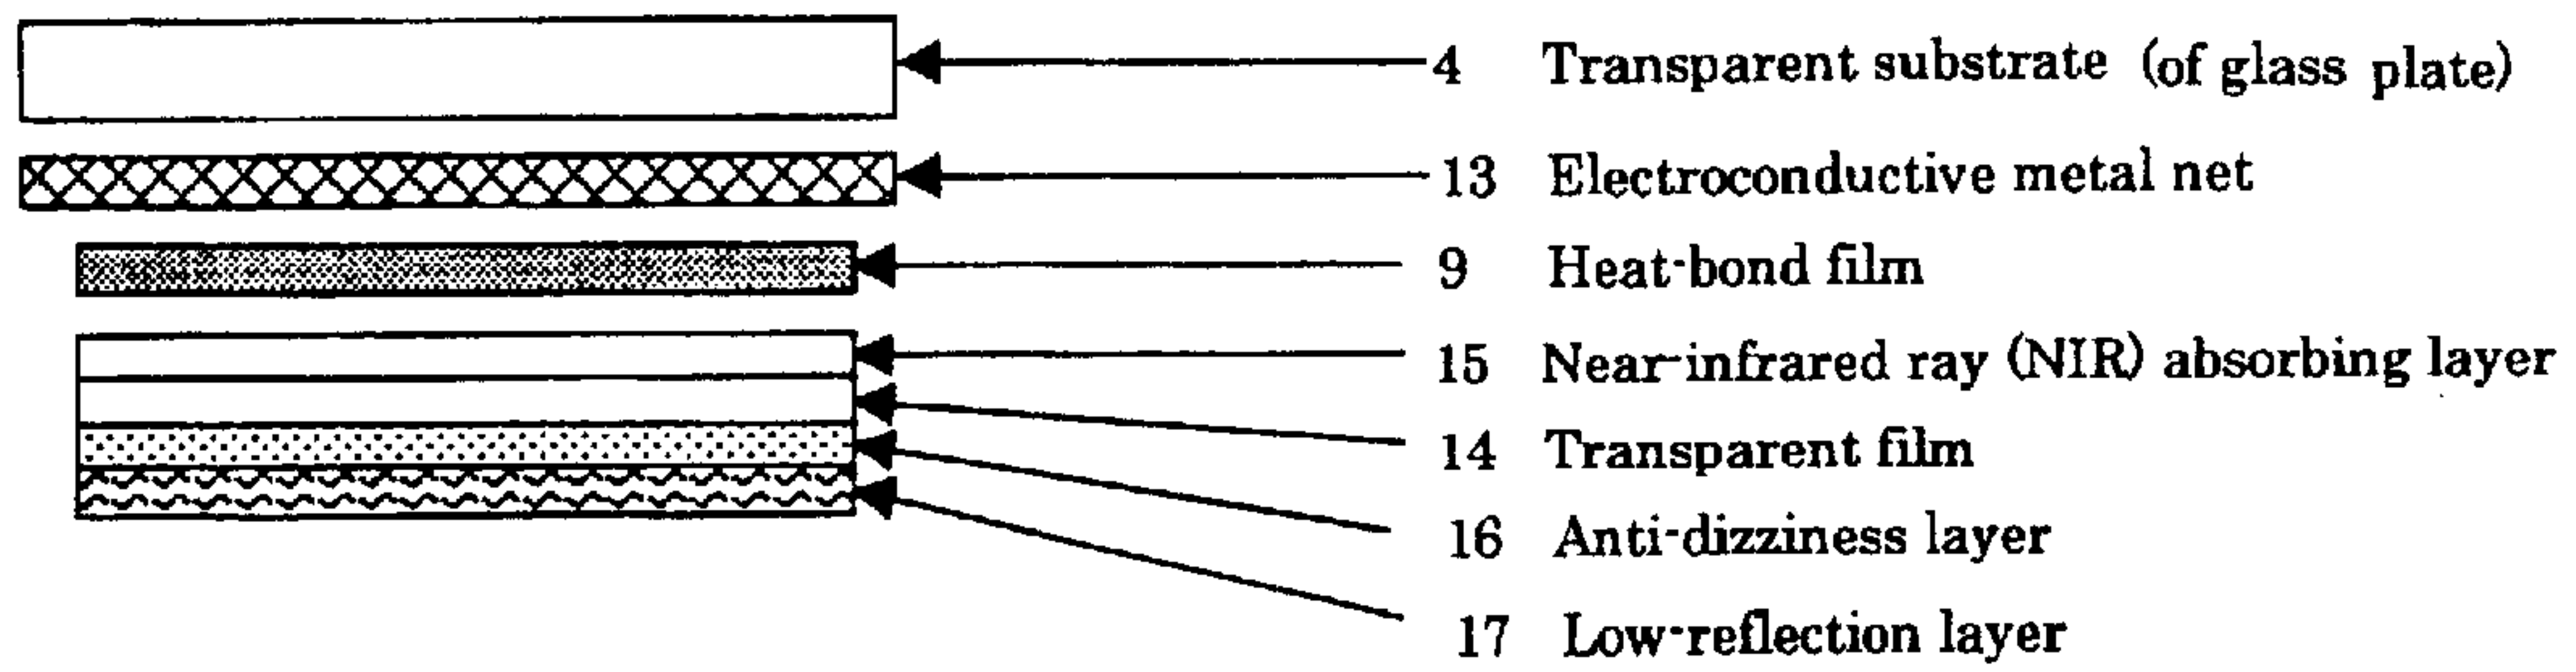 4 Transparent substrate (of glass plate)
13 Electroconductive metal net
9 Heat-bond film
15 Near-infrared ray (NIR) absorbing layer
14 Transparent film
16 Anti-dizziness layer
17 Low-reflection layer